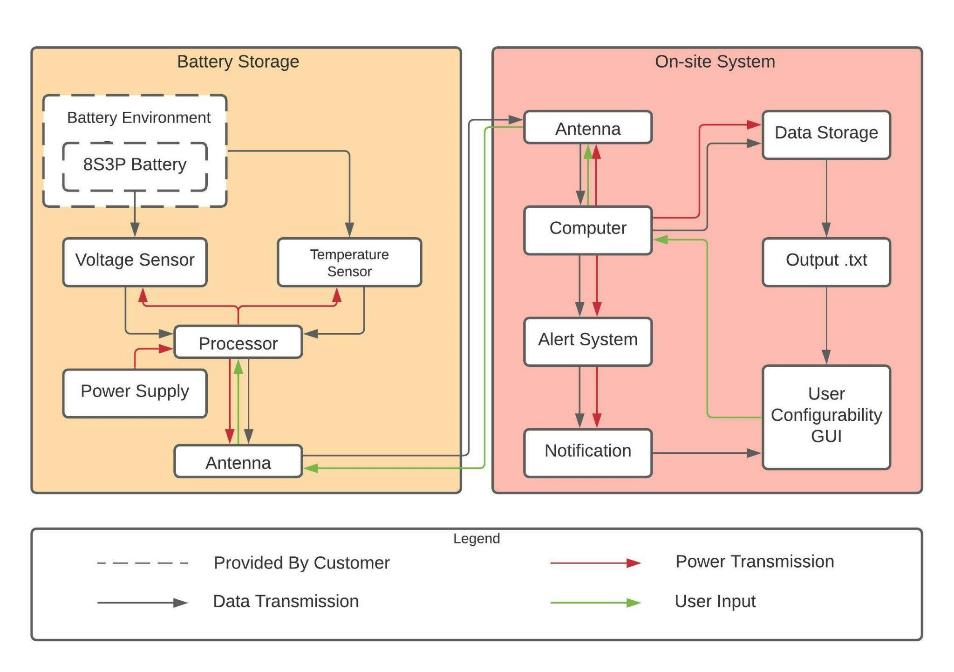 Battery Storage
Battery Environment
8S3P Battery
Voltage Sensor
Temperature
Sensor
Processor
Power Supply
Antenna
On-site System
Antenna
Data Storage
Computer
Output .txt
Alert System
User
Configurability
GUI
Notification
Legend
Provided By Customer
Power Transmission
Data Transmission
User Input